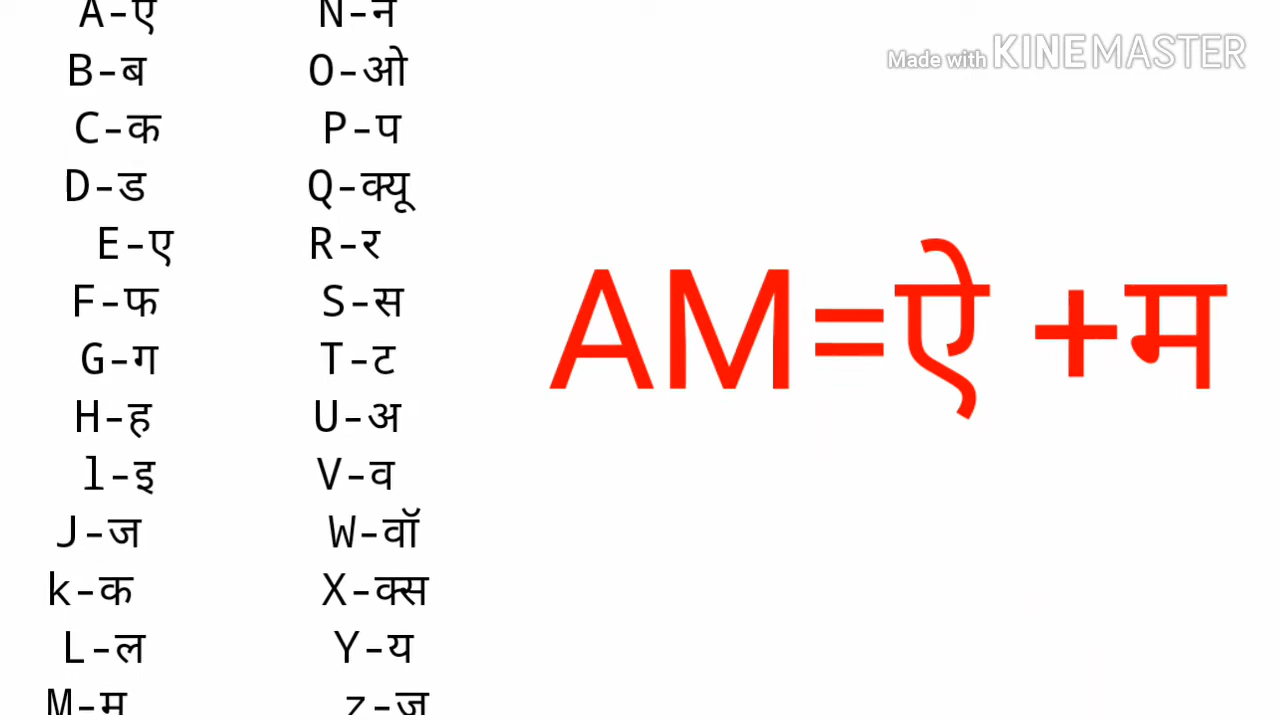 A-ए
B-ब
C-क
D-ड
E-ए
F-फ
G-ग
H-ह
l-इ
J-ज
k-क
L-ल
M-म
N-न
O-ओ
P-प
Q-क्यू
R-र
S-स
T-ट
U-अ
V-व
W-वॉ
X-क्स
Y-य
z-ज
Made with KINEMASTER
AM=ऐ +म